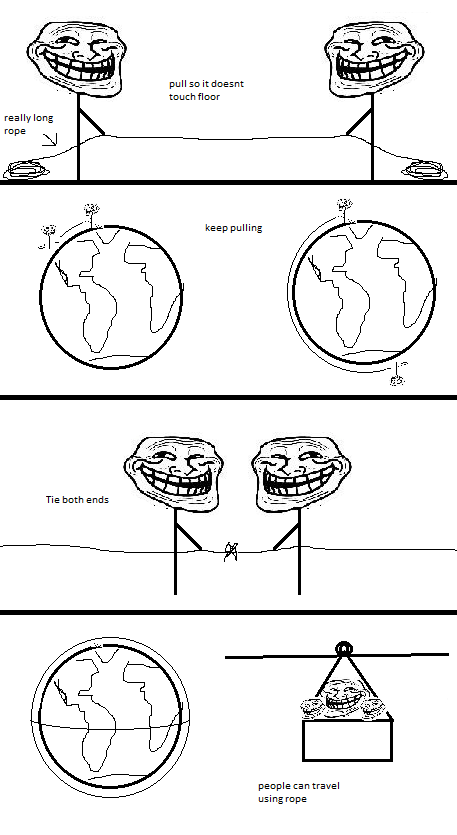 pull so it doesnt
touch floor
really long
rope
keep pulling
Tie both ends
people can travel
using rope